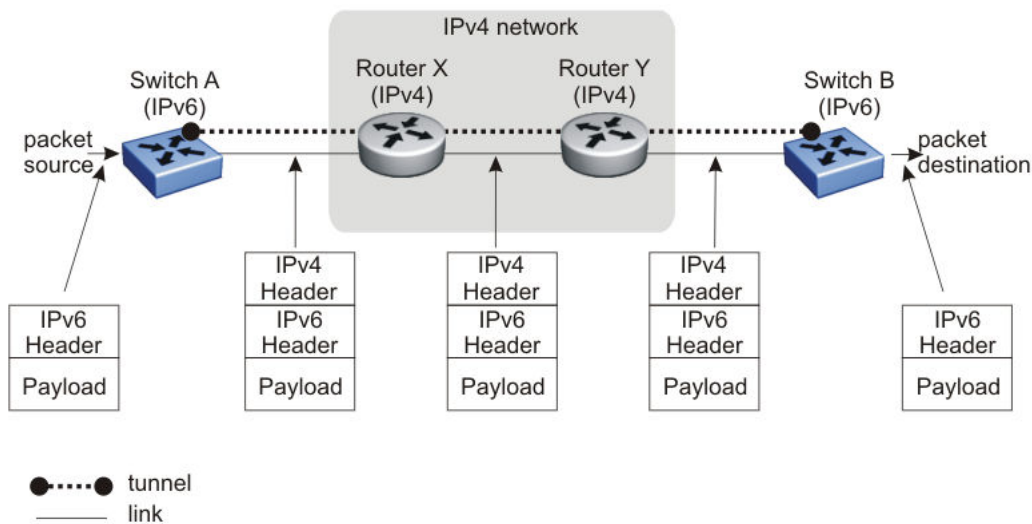 IPv4 network
Switch A
(IPv6)
Router X
(IPv4)
Router Y
(IPv4)
Switch B
(IPv6)
packet
source
packet
destination
IPv6
Header
Payload
IPv4
Header
IPv6
Header
Payload
IPv4
Header
IPv6
Header
Payload
IPv4
Header
IPv6
Header
Payload
IPv6
Header
Payload
tunnel
link